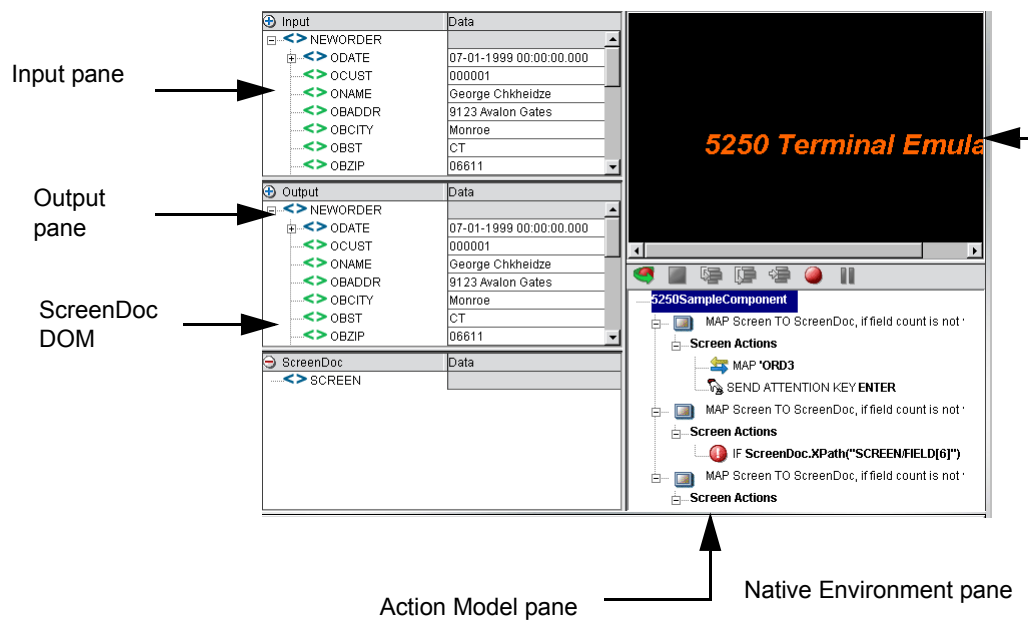 Input pane
Output
pane
ScreenDoc
DOM
Input Data
NEWORDER
ODATE 07-01-1999 00:00:00.000
OCUST 000001
ONAME George Chkheidze
OBADDR 9123 Avalon Gates
OBCITY Monroe
OBST CT
OBZIP 06611
Output Data
NEWORDER
ODATE 07-01-1999 00:00:00.000
OCUST 000001
ONAME George Chkheidze
OBADDR 9123 Avalon Gates
OBCITY Monroe
OBST CT
OBZIP 06611
ScreenDoc Data
SCREEN
5250 Terminal Emula
5250SampleComponent
MAP Screen TO ScreenDoc, if field count is not
Screen Actions
MAP 'ORD3
SEND ATTENTION KEY ENTER
MAP Screen TO ScreenDoc, if field count is not
Screen Actions
IF ScreenDoc.XPath("SCREEN/FIELD[6]")
MAP Screen TO ScreenDoc, if field count is not
Screen Actions
Action Model pane
Native Environment pane